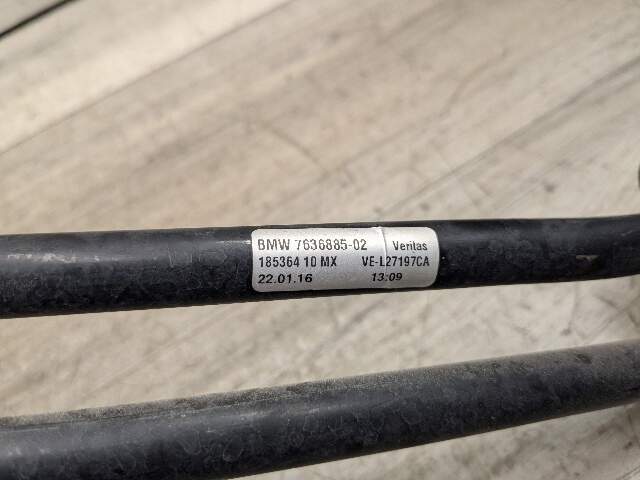 BMW 7636885-02 Veritas
185364 10 MX VE-L27197CA
22.01.16 13:09